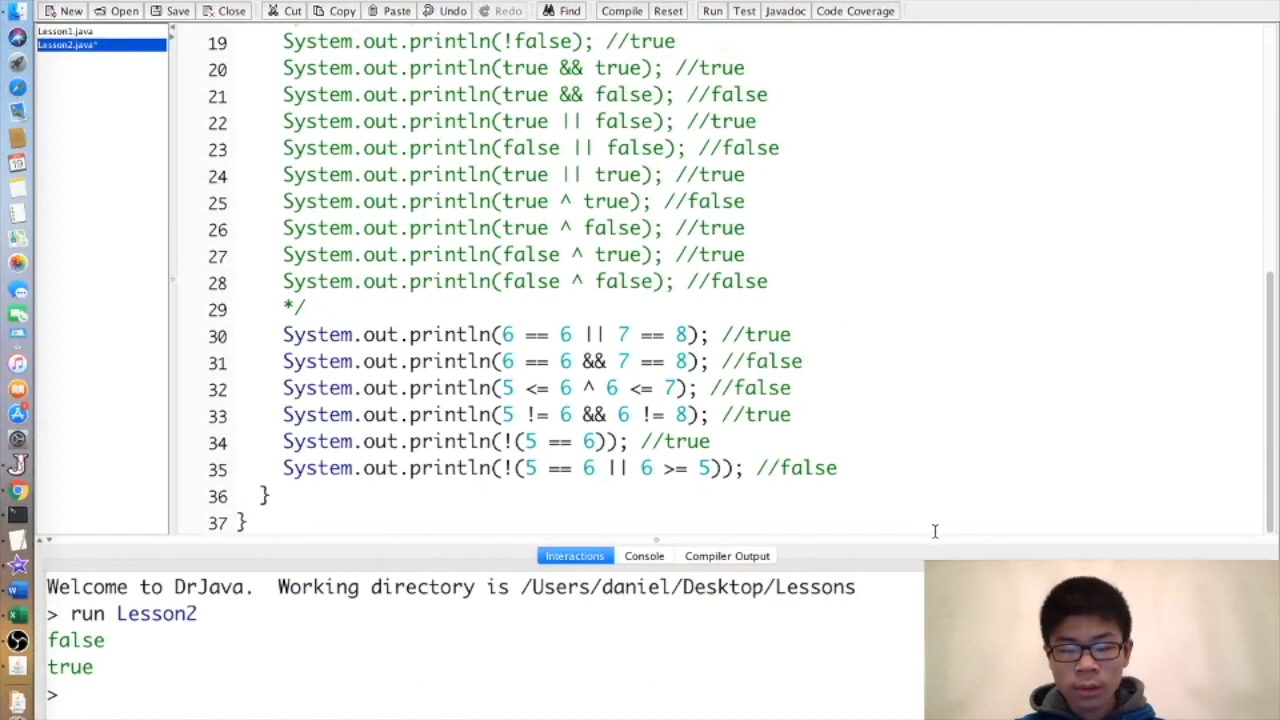 New Open Save Close Cut Copy Paste Undo Redo Find Compile Reset Run Test Javadoc Code Coverage
Lesson1.java
Lesson2.java*
19 System.out.println(!false); //true
20 System.out.println(true && true); //true
21 System.out.println(true && false); //false
22 System.out.println(true || false); //true
23 System.out.println(false || false); //false
24 System.out.println(true || true); //true
25 System.out.println(true ^ true); //false
26 System.out.println(true ^ false); //true
27 System.out.println(false ^ true); //true
28 System.out.println(false ^ false); //false
29 */
30 System.out.println(6 == 6 || 7 == 8); //true
31 System.out.println(6 == 6 && 7 == 8); //false
32 System.out.println(5 <= 6 ^ 6 <= 7); //false
33 System.out.println(5 != 6 && 6 != 8); //true
34 System.out.println(!(5 == 6)); //true
35 System.out.println(!(5 == 6 || 6 >= 5)); //false
36 }
37 }
Interactions Console Compiler Output
Welcome to DrJava. Working directory is /Users/daniel/Desktop/Lessons
> run Lesson2
false
true
>